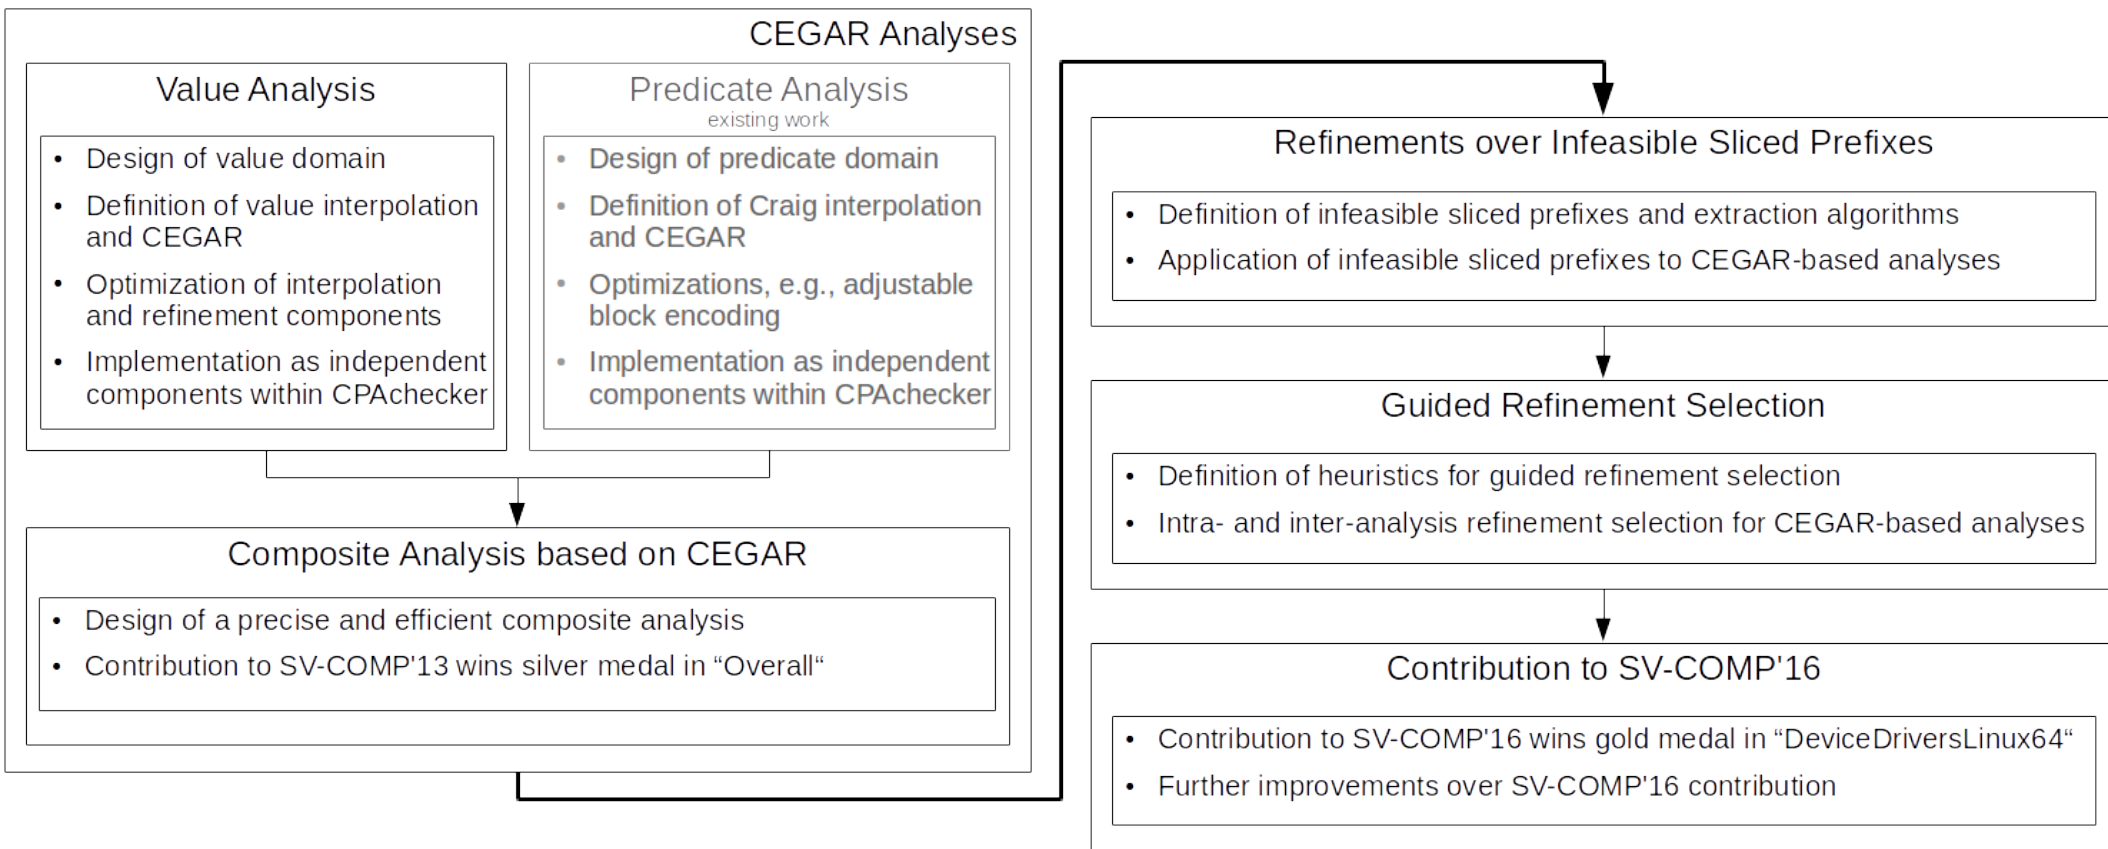 CEGAR Analyses
Value Analysis
• Design of value domain
• Definition of value interpolation
and CEGAR
• Optimization of interpolation
and refinement components
• Implementation as independent
components within CPAchecker
Predicate Analysis
existing work
• Design of predicate domain
• Definition of Craig interpolation
and CEGAR
• Optimizations, e.g., adjustable
block encoding
• Implementation as independent
components within CPAchecker
Composite Analysis based on CEGAR
• Design of a precise and efficient composite analysis
• Contribution to SV-COMP'13 wins silver medal in “Overall“
Refinements over Infeasible Sliced Prefixes
• Definition of infeasible sliced prefixes and extraction algorithms
• Application of infeasible sliced prefixes to CEGAR-based analyses
Guided Refinement Selection
• Definition of heuristics for guided refinement selection
• Intra- and inter-analysis refinement selection for CEGAR-based analyses
Contribution to SV-COMP'16
• Contribution to SV-COMP'16 wins gold medal in “DeviceDriversLinux64“
• Further improvements over SV-COMP'16 contribution